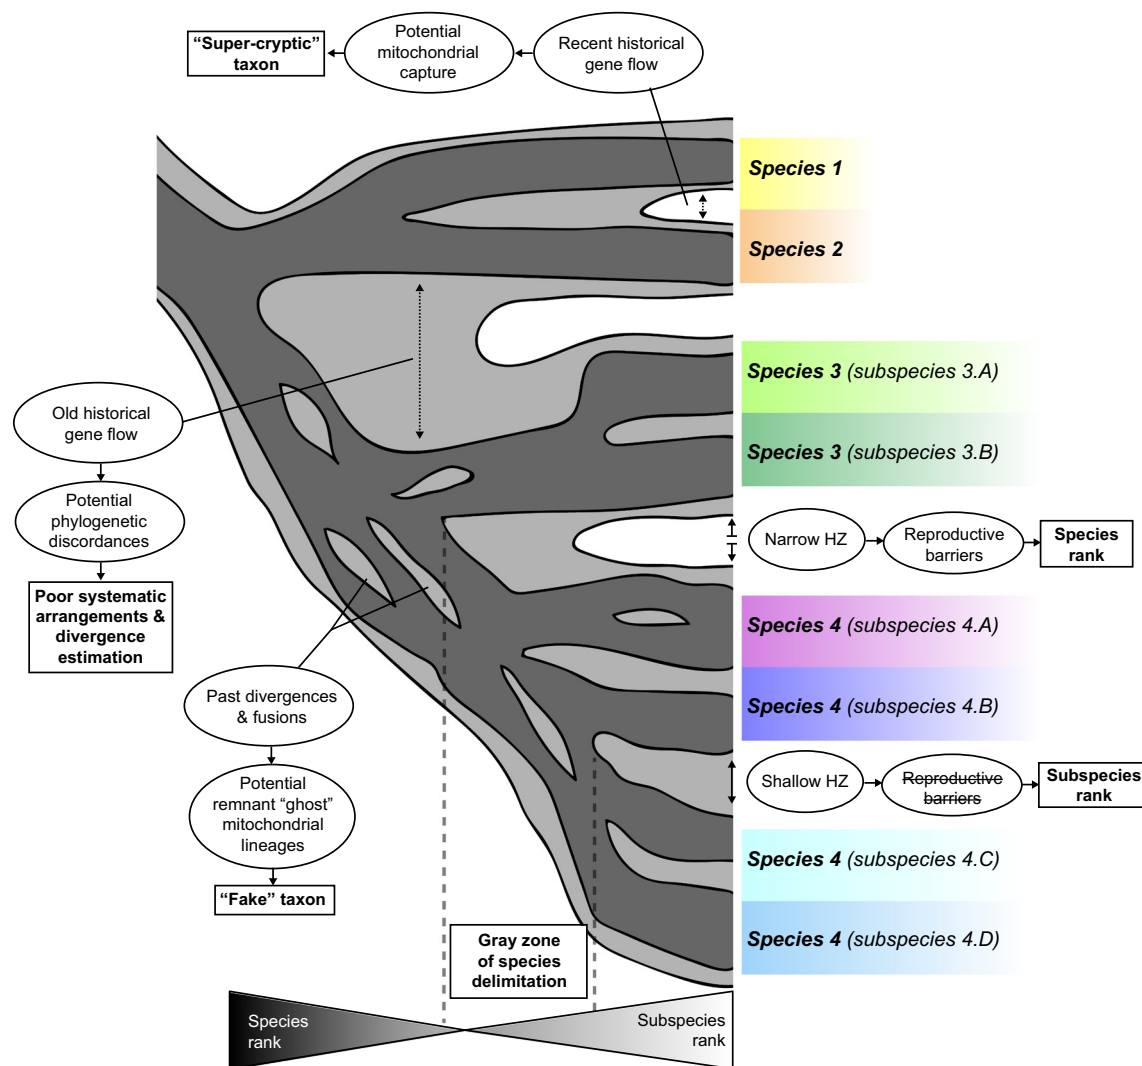 “Super-cryptic”
taxon
Potential
mitochondrial
capture
Recent historical
gene flow
Species 1
Species 2
Species 3 (subspecies 3.A)
Species 3 (subspecies 3.B)
Old historical
gene flow
Potential
phylogenetic
discordances
Poor systematic
arrangements &
divergence
estimation
Narrow HZ
Reproductive
barriers
Species
rank
Species 4 (subspecies 4.A)
Species 4 (subspecies 4.B)
Past divergences
& fusions
Potential
remnant “ghost”
mitochondrial
lineages
“Fake” taxon
Shallow HZ
Reproductive
barriers
Subspecies
rank
Species 4 (subspecies 4.C)
Species 4 (subspecies 4.D)
Gray zone
of species
delimitation
Species
rank
Subspecies
rank